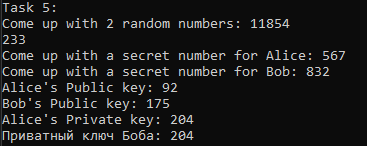 Task 5:
Come up with 2 random numbers: 11854
233
Come up with a secret number for Alice: 567
Come up with a secret number for Bob: 832
Alice's Public key: 92
Bob's Public key: 175
Alice's Private key: 204
Приватный ключ Боба: 204